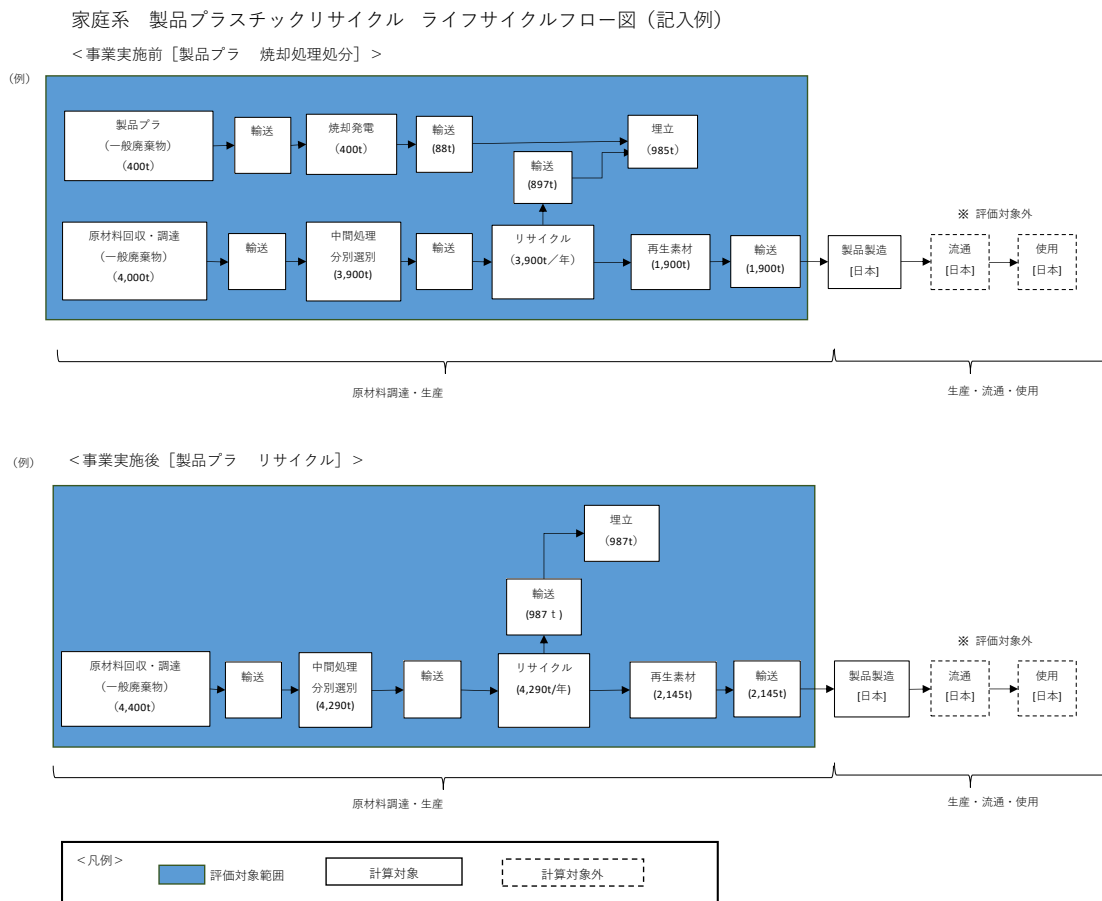 家庭系　製品プラスチックリサイクル　ライフサイクルフロー図（記入例）
＜事業実施前［製品プラ　焼却処理処分］＞
（例）
製品プラ
（一般廃棄物）
（400t）
輸送
焼却発電
（400t）
輸送
(88t)
埋立
（985t）
輸送
(897t)
原材料回収・調達
（一般廃棄物）
（4,000t）
輸送
中間処理
分別選別
(3,900t)
輸送
リサイクル
（3,900t／年）
再生素材
(1,900t)
輸送
(1,900t)
※ 評価対象外
製品製造
[日本]
流通
[日本]
使用
[日本]
原材料調達・生産
生産・流通・使用
（例）
＜事業実施後［製品プラ　リサイクル］＞
埋立
（987t）
輸送
(987ｔ)
原材料回収・調達
（一般廃棄物）
（4,400t）
輸送
中間処理
分別選別
(4,290t)
輸送
リサイクル
(4,290t/年)
再生素材
(2,145t)
輸送
(2,145t)
※ 評価対象外
製品製造
[日本]
流通
[日本]
使用
[日本]
原材料調達・生産
生産・流通・使用
＜凡例＞
評価対象範囲
計算対象
計算対象外